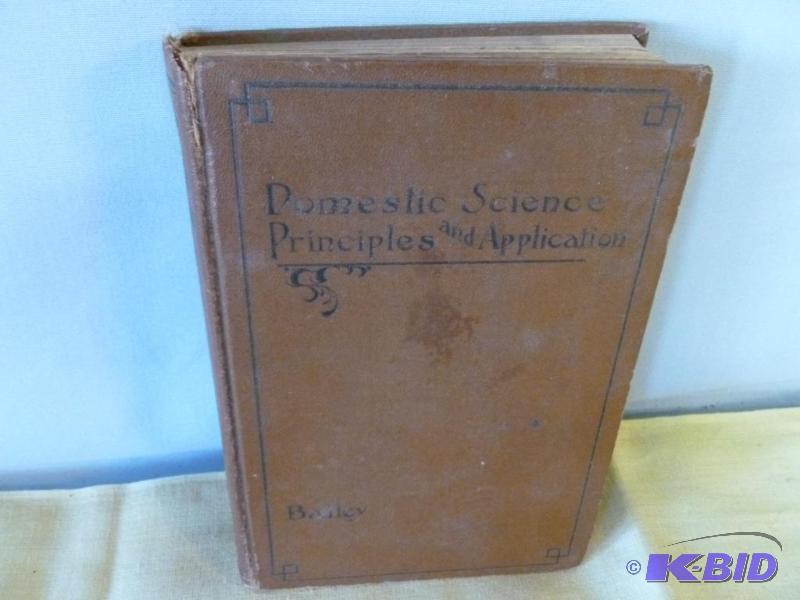 Domestic Science
Principles and Application
Bailey
© K-BID